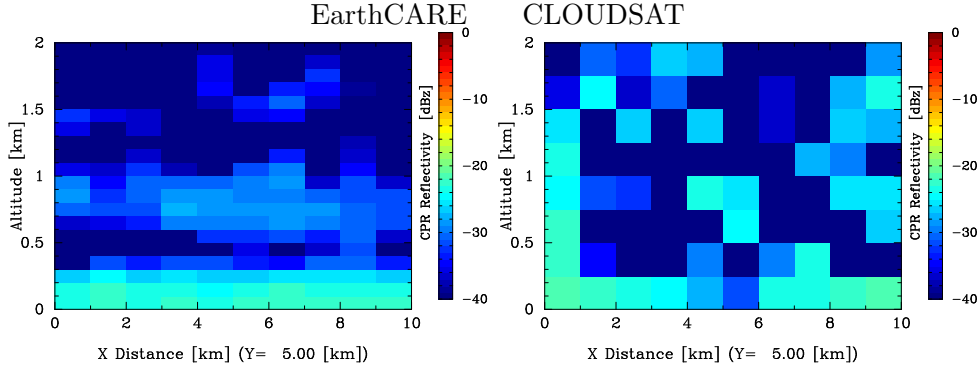 EarthCARE CLOUDSAT
2
1.5
1
0.5
0
Altitude [km]
0 2 4 6 8 10
X Distance [km] (Y= 5.00 [km])
0
−10
−20
−30
−40
CPR Reflectivity [dBz]
2
1.5
1
0.5
0
Altitude [km]
0 2 4 6 8 10
X Distance [km] (Y= 5.00 [km])
0
−10
−20
−30
−40
CPR Reflectivity [dBz]